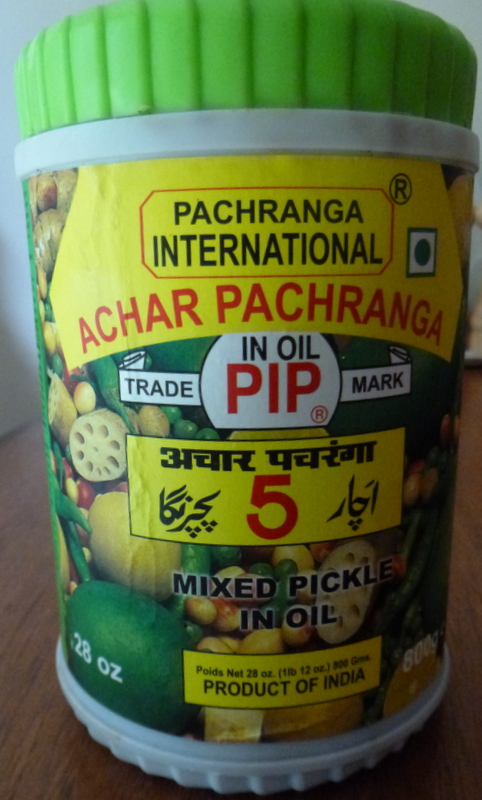 ®
PACHRANGA
INTERNATIONAL
ACHAR PACHRANGA
IN OIL
TRADE PIP® MARK
अचार पचरंगा
اچار 5 پچرنگا
MIXED PICKLE
IN OIL
28 oz 800g
Poids Net 28 oz. (1lb 12 oz.) 800 Gms.
PRODUCT OF INDIA